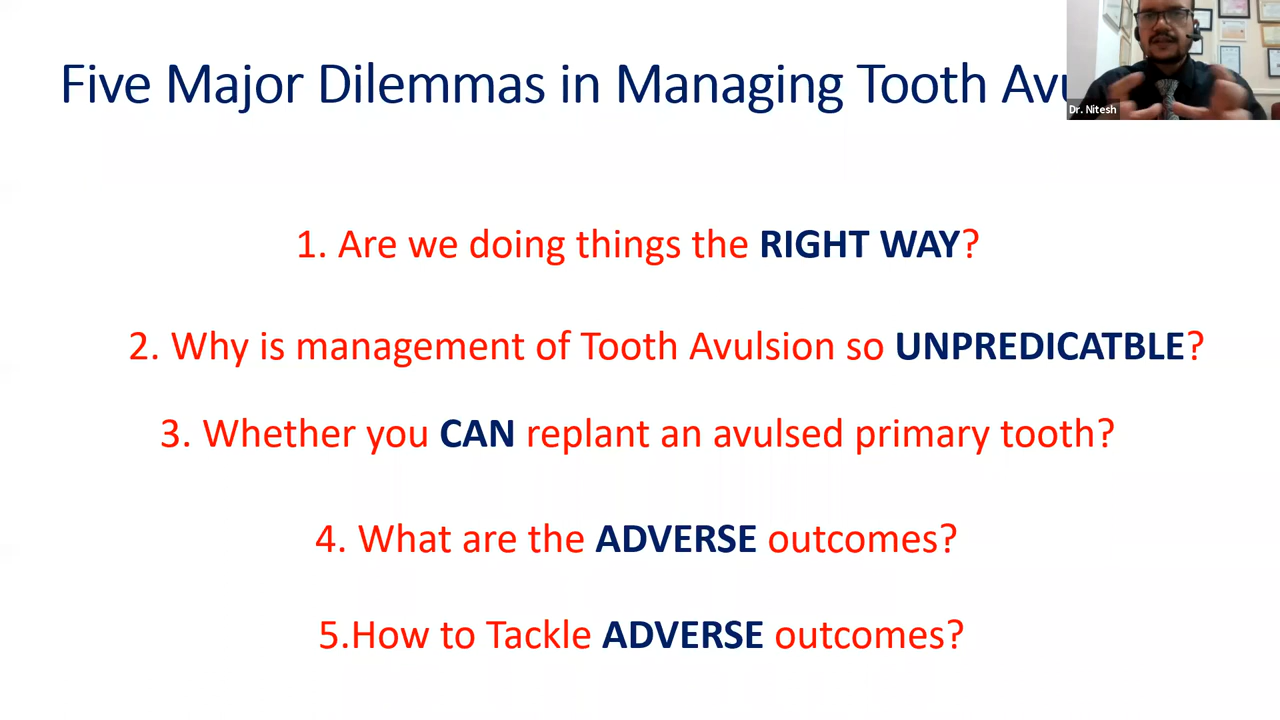 Five Major Dilemmas in Managing Tooth
Dr. Nitesh
1. Are we doing things the RIGHT WAY?
2. Why is management of Tooth Avulsion so UNPREDICATBLE?
3. Whether you CAN replant an avulsed primary tooth?
4. What are the ADVERSE outcomes?
5.How to Tackle ADVERSE outcomes?